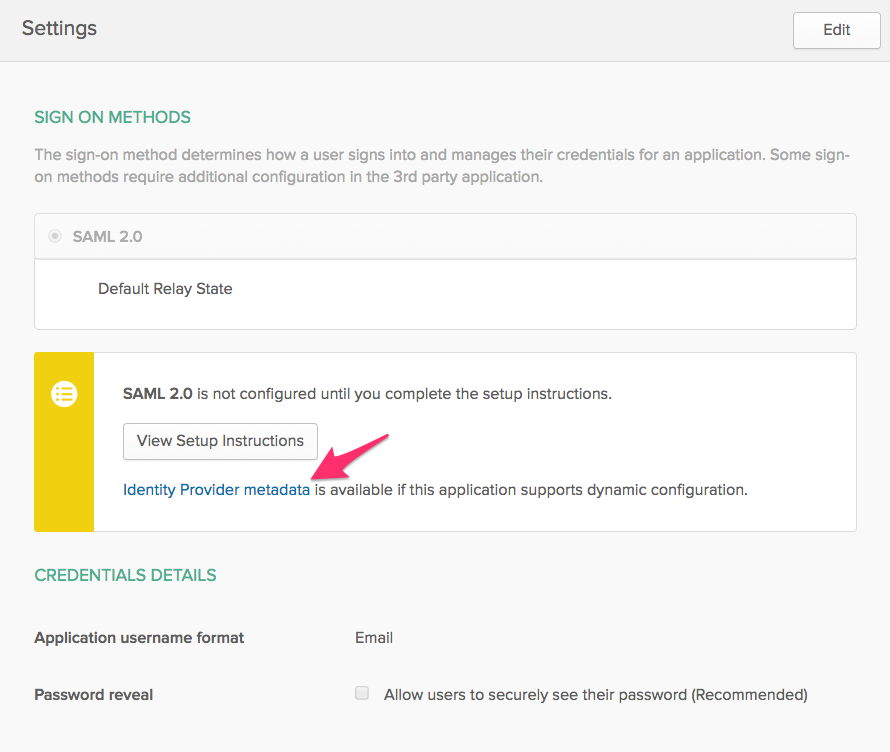 Settings
Edit
SIGN ON METHODS
The sign-on method determines how a user signs into and manages their credentials for an application. Some sign-
on methods require additional configuration in the 3rd party application.
SAML 2.0
Default Relay State
SAML 2.0 is not configured until you complete the setup instructions.
View Setup Instructions
Identity Provider metadata is available if this application supports dynamic configuration.
CREDENTIALS DETAILS
Application username format
Email
Password reveal
Allow users to securely see their password (Recommended)